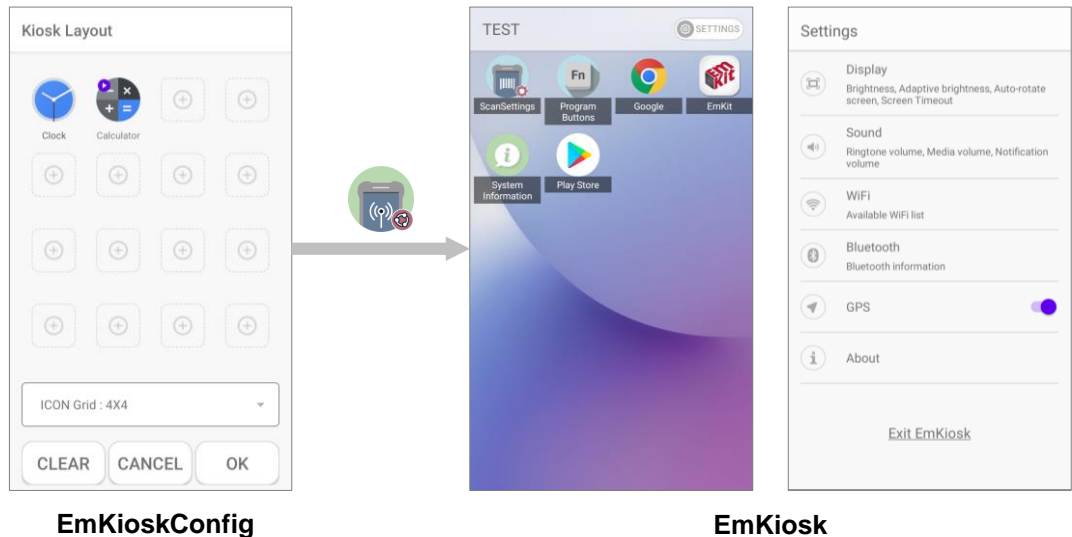 Kiosk Layout
Clock
Calculator
ICON Grid : 4X4
CLEAR
CANCEL
OK
EmKioskConfig
TEST
SETTINGS
ScanSettings
Fn
Program
Buttons
Google
EmKit
EmKit
System
Information
Play Store
Settings
Display
Brightness, Adaptive brightness, Auto-rotate
screen, Screen Timeout
Sound
Ringtone volume, Media volume, Notification
volume
WiFi
Available WiFi list
Bluetooth
Bluetooth information
GPS
About
Exit EmKiosk
EmKiosk